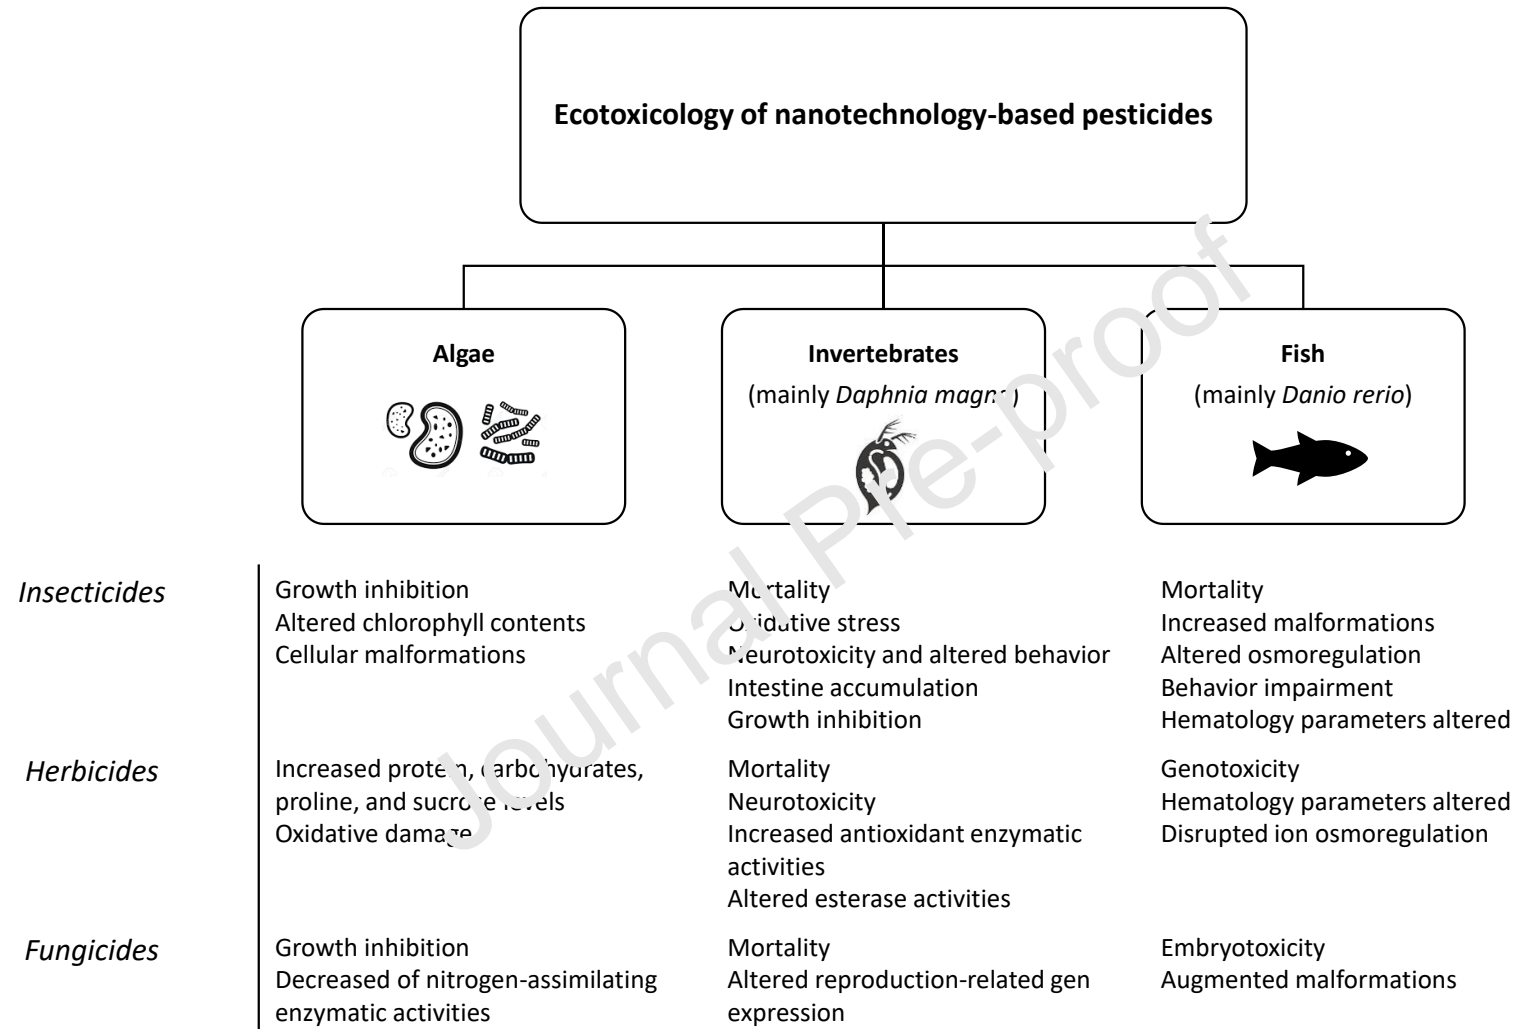 Ecotoxicology of nanotechnology-based pesticides
Algae
Invertebrates
(mainly Daphnia magna)
Fish
(mainly Danio rerio)
Insecticides
Growth inhibition
Altered chlorophyll contents
Cellular malformations
Mortality
Oxidative stress
Neurotoxicity and altered behavior
Intestine accumulation
Growth inhibition
Mortality
Increased malformations
Altered osmoregulation
Behavior impairment
Hematology parameters altered
Herbicides
Increased protein, carbohydrates,
proline, and sucrose levels
Oxidative damage
Mortality
Neurotoxicity
Increased antioxidant enzymatic
activities
Altered esterase activities
Genotoxicity
Hematology parameters altered
Disrupted ion osmoregulation
Fungicides
Growth inhibition
Decreased of nitrogen-assimilating
enzymatic activities
Mortality
Altered reproduction-related gen
expression
Embryotoxicity
Augmented malformations
Journal Pre-proof